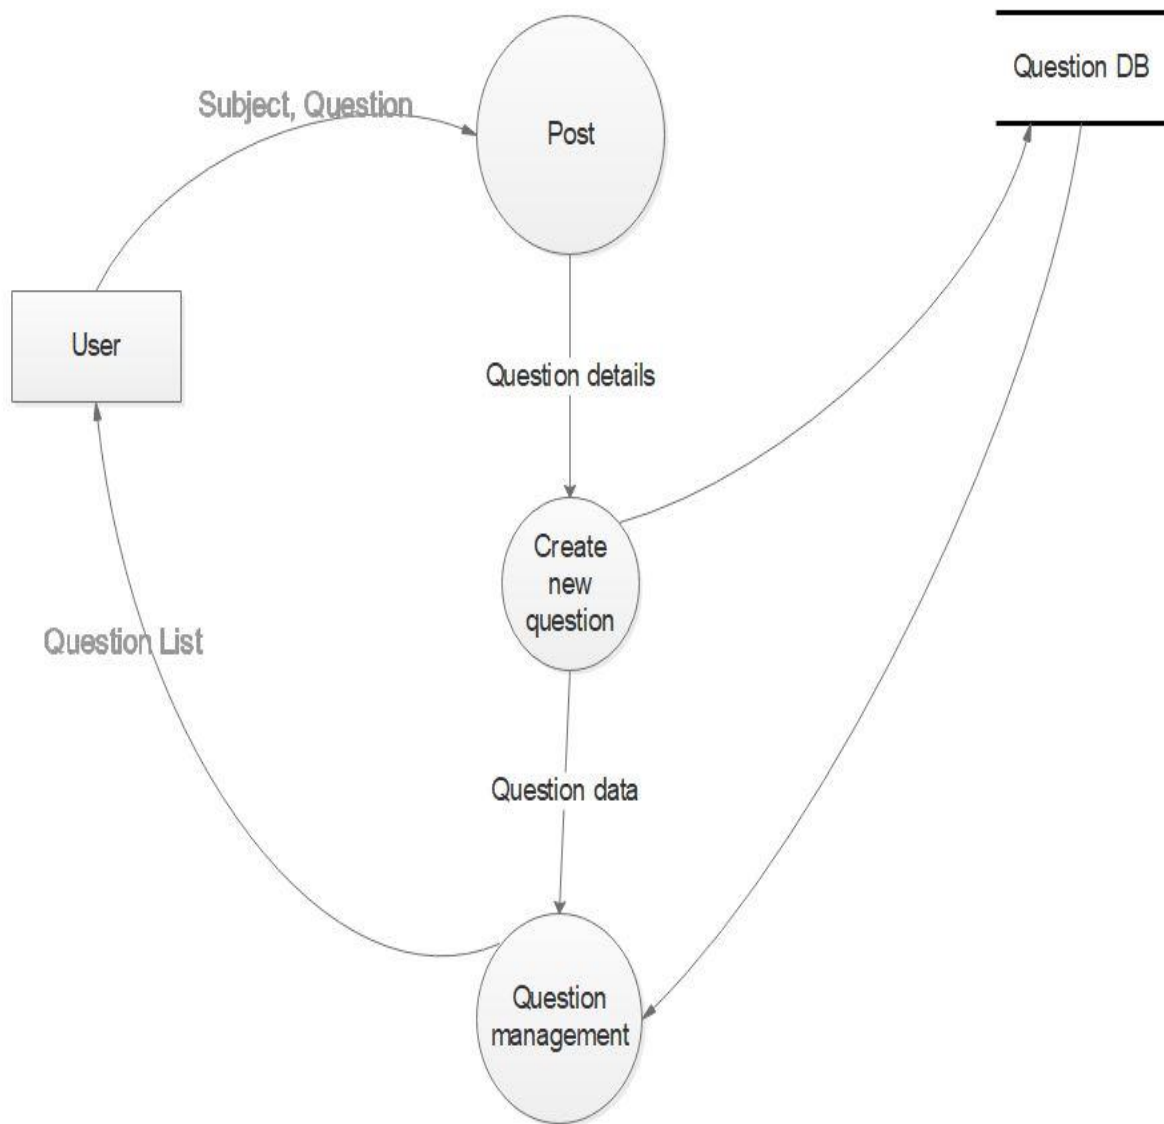 Question DB
Subject, Question
Post
User
Question details
Create
new
question
Question List
Question data
Question
management